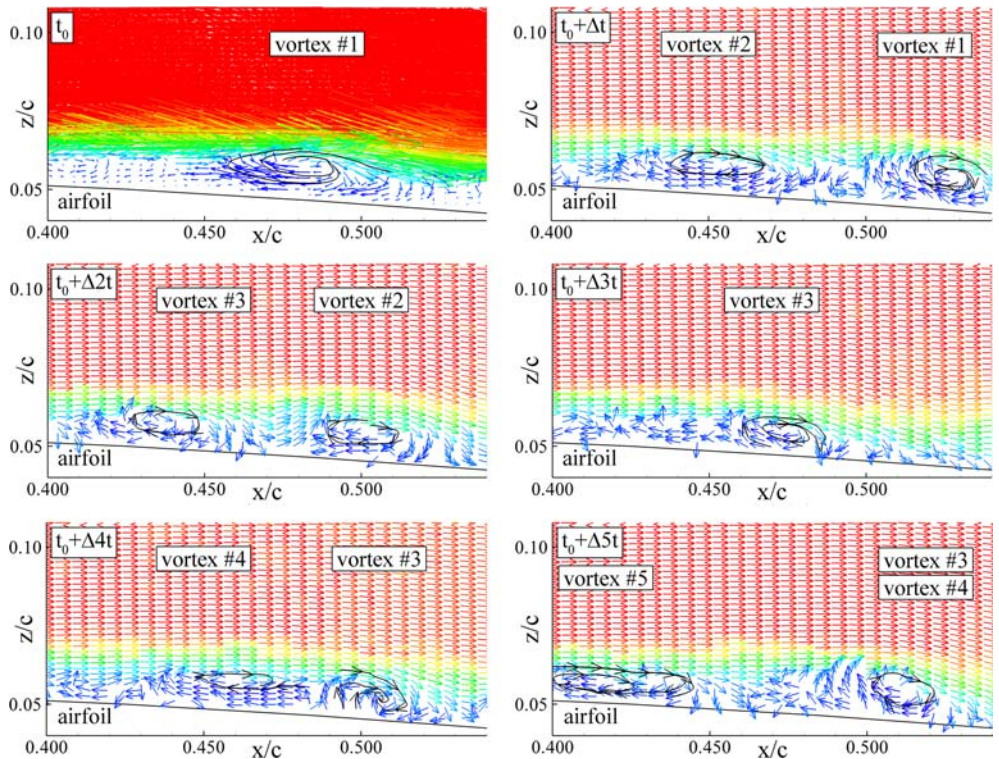 t₀
vortex #1
0.10
z/c
0.05
airfoil
0.400
0.450
0.500
x/c
t₀+Δt
vortex #2
vortex #1
0.10
z/c
0.05
airfoil
0.400
0.450
0.500
x/c
t₀+Δ2t
vortex #3
vortex #2
0.10
z/c
0.05
airfoil
0.400
0.450
0.500
x/c
t₀+Δ3t
vortex #3
0.10
z/c
0.05
airfoil
0.400
0.450
0.500
x/c
t₀+Δ4t
vortex #4
vortex #3
0.10
z/c
0.05
airfoil
0.400
0.450
0.500
x/c
t₀+Δ5t
vortex #5
vortex #3
vortex #4
0.10
z/c
0.05
airfoil
0.400
0.450
0.500
x/c